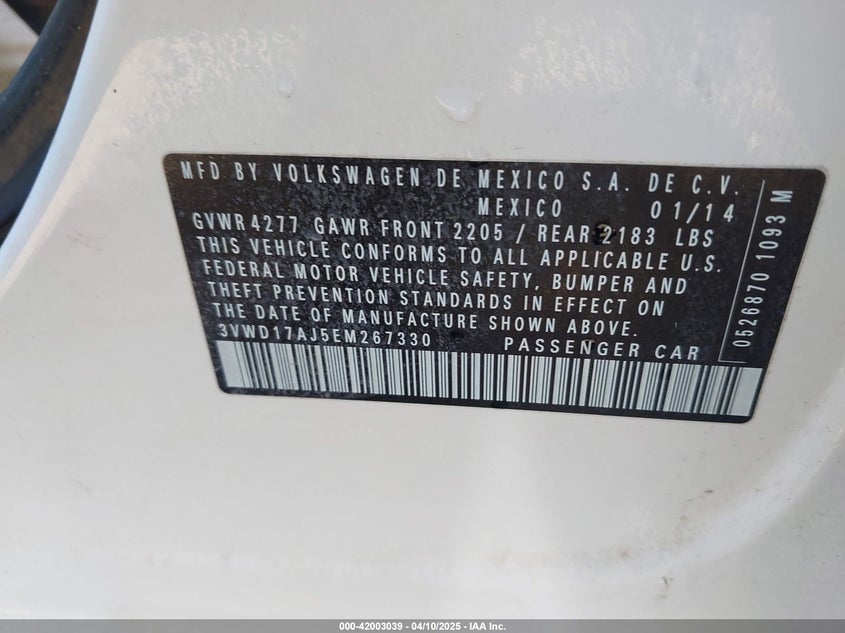 MFD BY VOLKSWAGEN DE MEXICO S.A. DE C.V.
MEXICO 01/14
GVWR 4277 GAWR FRONT 2205 / REAR 2183 LBS
THIS VEHICLE CONFORMS TO ALL APPLICABLE U.S.
FEDERAL MOTOR VEHICLE SAFETY, BUMPER AND
THEFT PREVENTION STANDARDS IN EFFECT ON
THE DATE OF MANUFACTURE SHOWN ABOVE.
3VWD17AJ5EM267330 PASSENGER CAR
0526870 1093 M
000-42003039 - 04/10/2025 - IAA Inc.